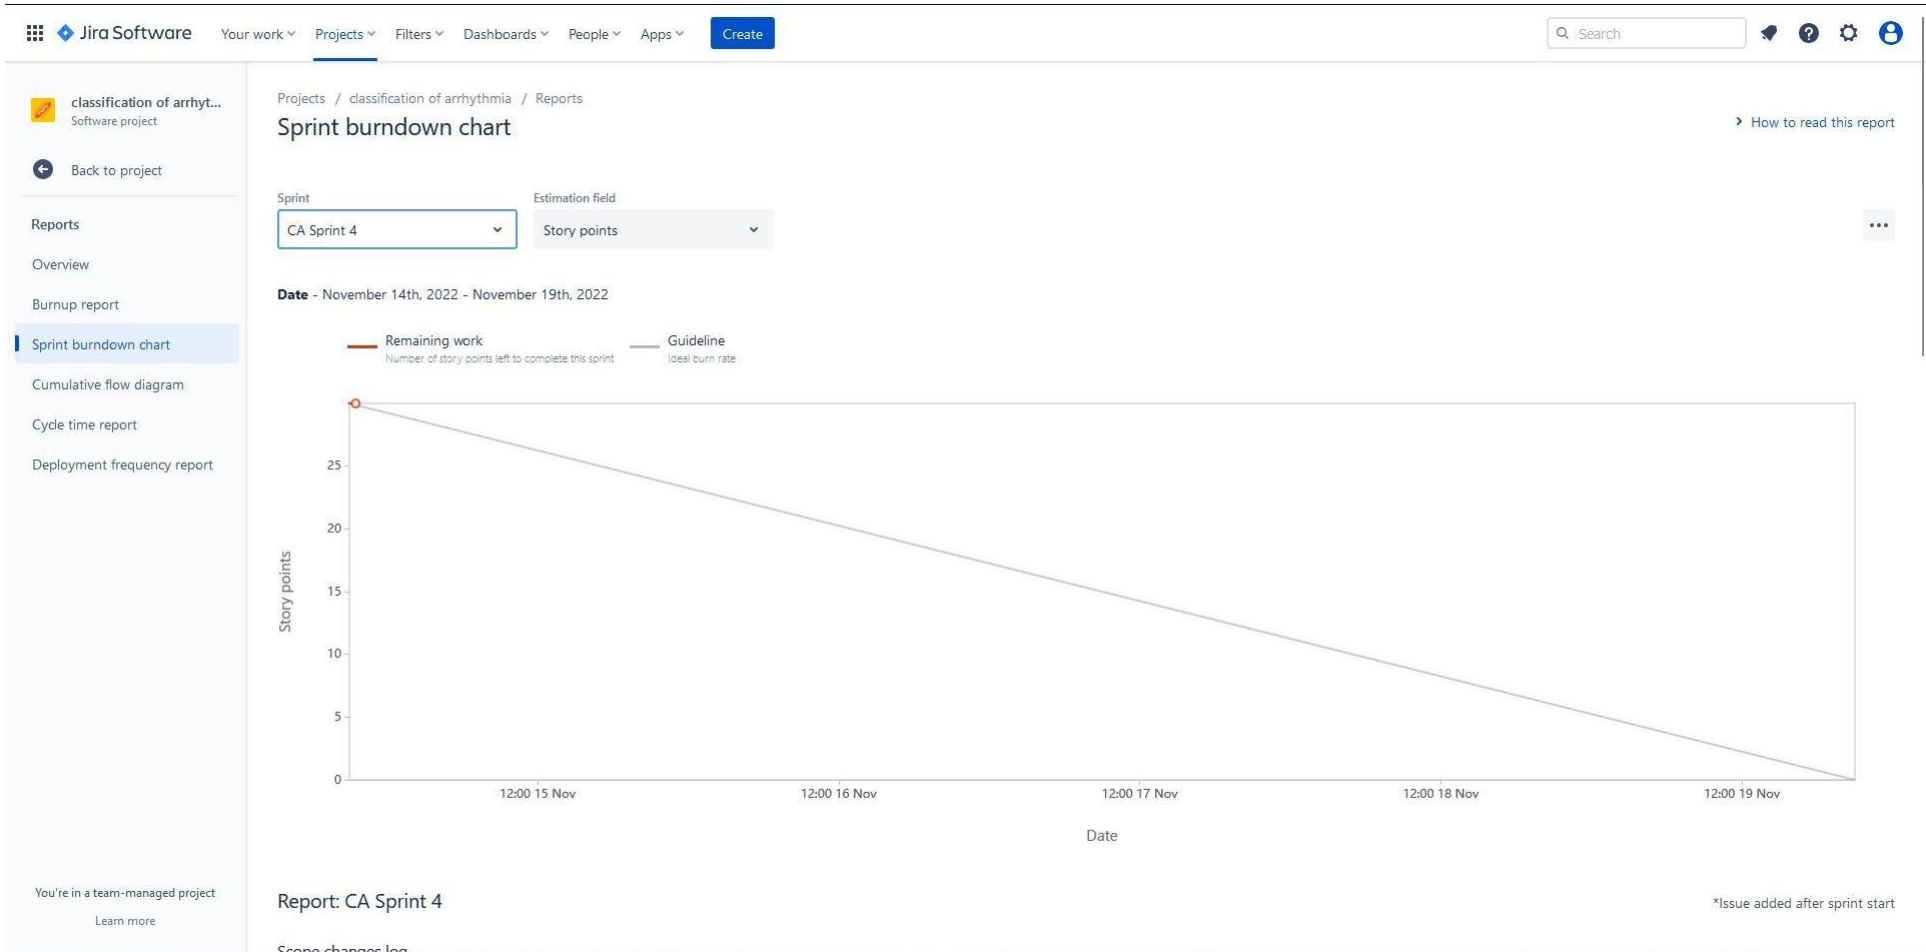 Jira Software Your work Projects Filters Dashboards People Apps Create Search
classification of arrhyt...
Software project
Back to project
Reports
Overview
Burnup report
Sprint burndown chart
Cumulative flow diagram
Cycle time report
Deployment frequency report
You're in a team-managed project
Learn more
Projects / classification of arrhythmia / Reports
Sprint burndown chart
How to read this report
Sprint
CA Sprint 4
Estimation field
Story points
Date - November 14th, 2022 - November 19th, 2022
Remaining work
Number of story points left to complete this sprint
Guideline
Ideal burn rate
25
20
15
10
5
0
Story points
12:00 15 Nov 12:00 16 Nov 12:00 17 Nov 12:00 18 Nov 12:00 19 Nov
Date
Report: CA Sprint 4
*Issue added after sprint start
Scope changes log